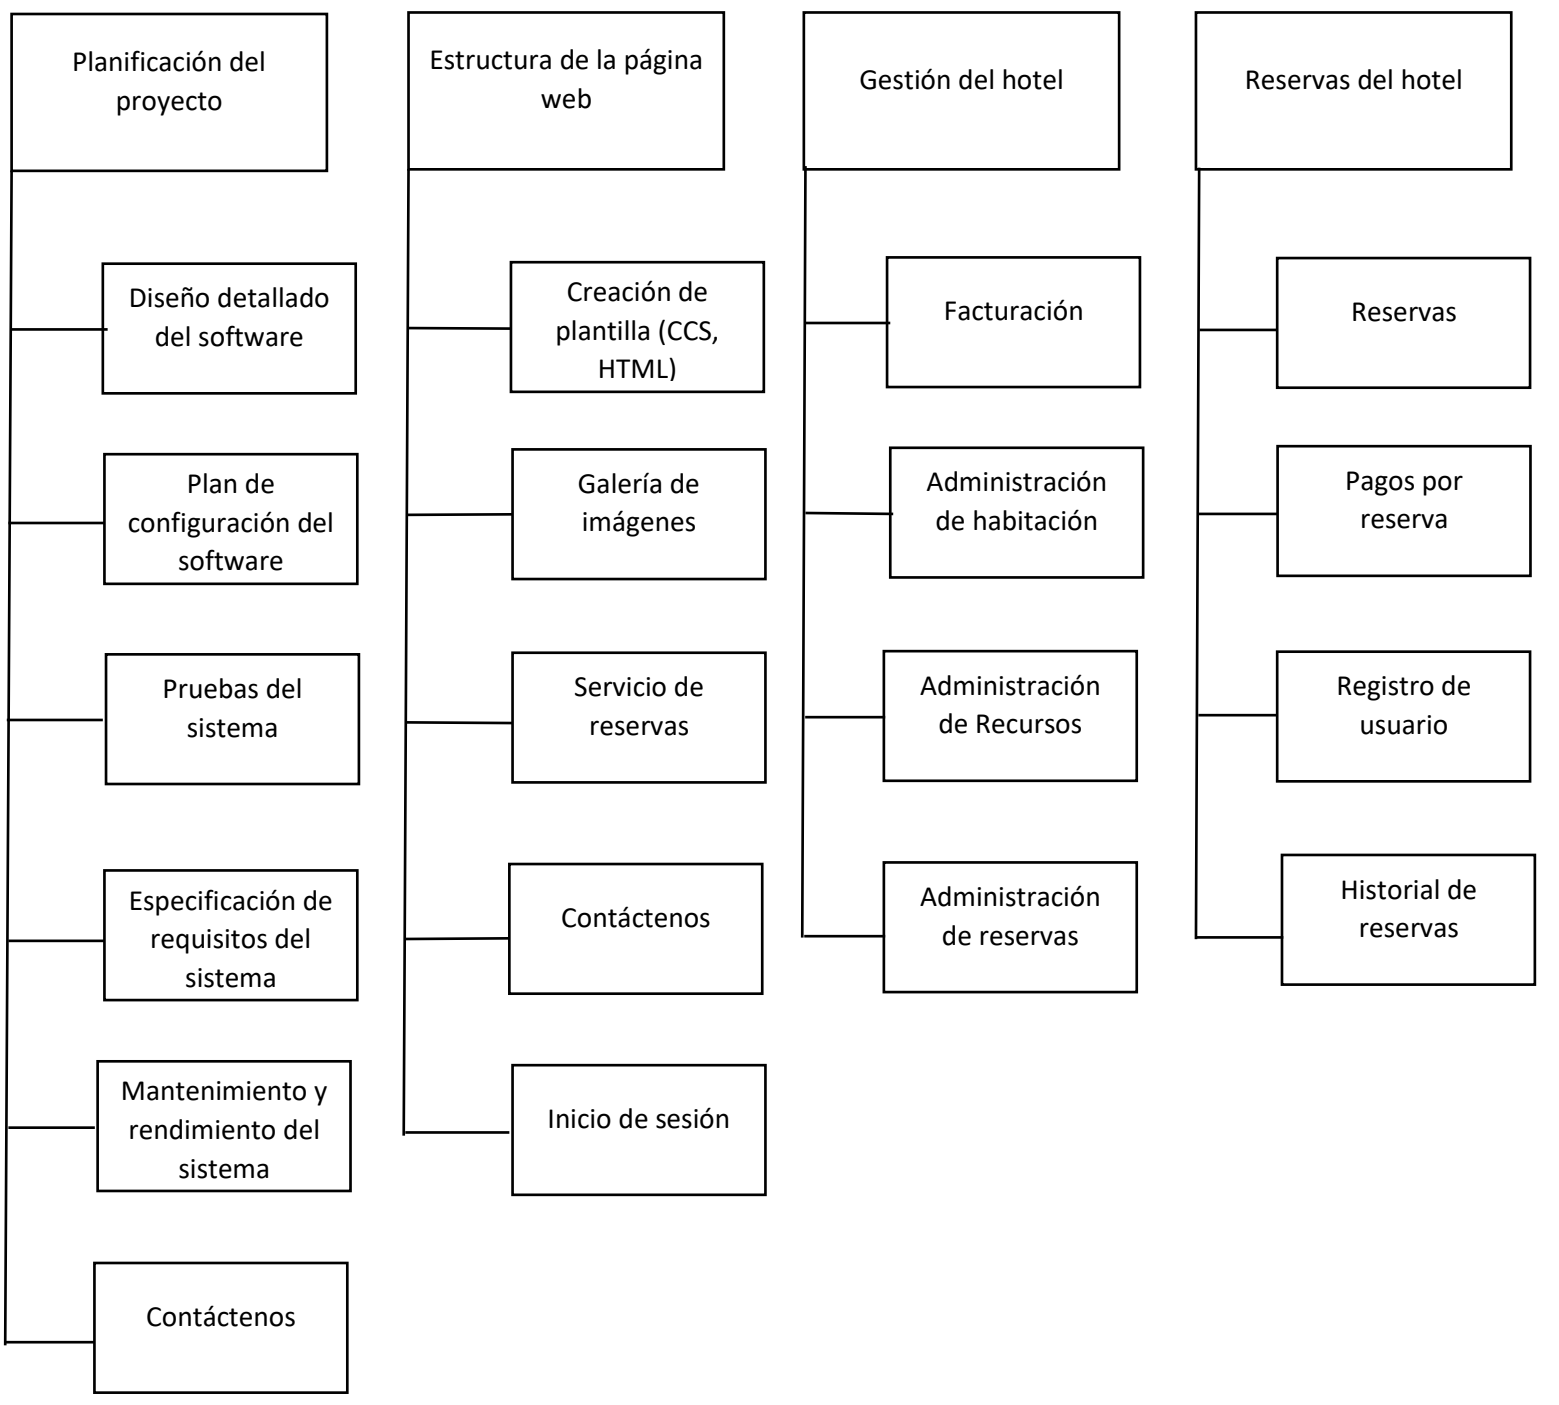 Planificación del
proyecto
Diseño detallado
del software
Plan de
configuración del
software
Pruebas del
sistema
Especificación de
requisitos del
sistema
Mantenimiento y
rendimiento del
sistema
Contáctenos
Estructura de la página
web
Creación de
plantilla (CCS,
HTML)
Galería de
imágenes
Servicio de
reservas
Contáctenos
Inicio de sesión
Gestión del hotel
Facturación
Administración
de habitación
Administración
de Recursos
Administración
de reservas
Reservas del hotel
Reservas
Pagos por
reserva
Registro de
usuario
Historial de
reservas